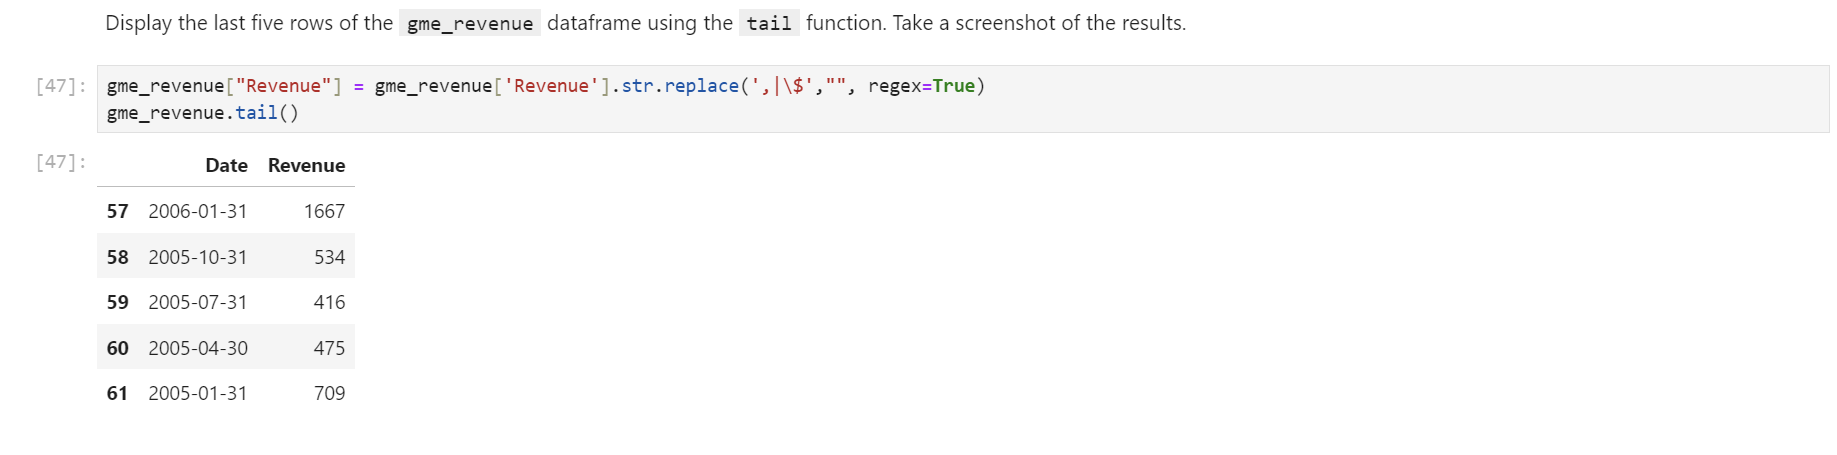 Display the last five rows of the gme_revenue dataframe using the tail function. Take a screenshot of the results.
[47]: gme_revenue["Revenue"] = gme_revenue['Revenue'].str.replace(',|\$',"", regex=True)
gme_revenue.tail()
[47]: Date Revenue
57 2006-01-31 1667
58 2005-10-31 534
59 2005-07-31 416
60 2005-04-30 475
61 2005-01-31 709